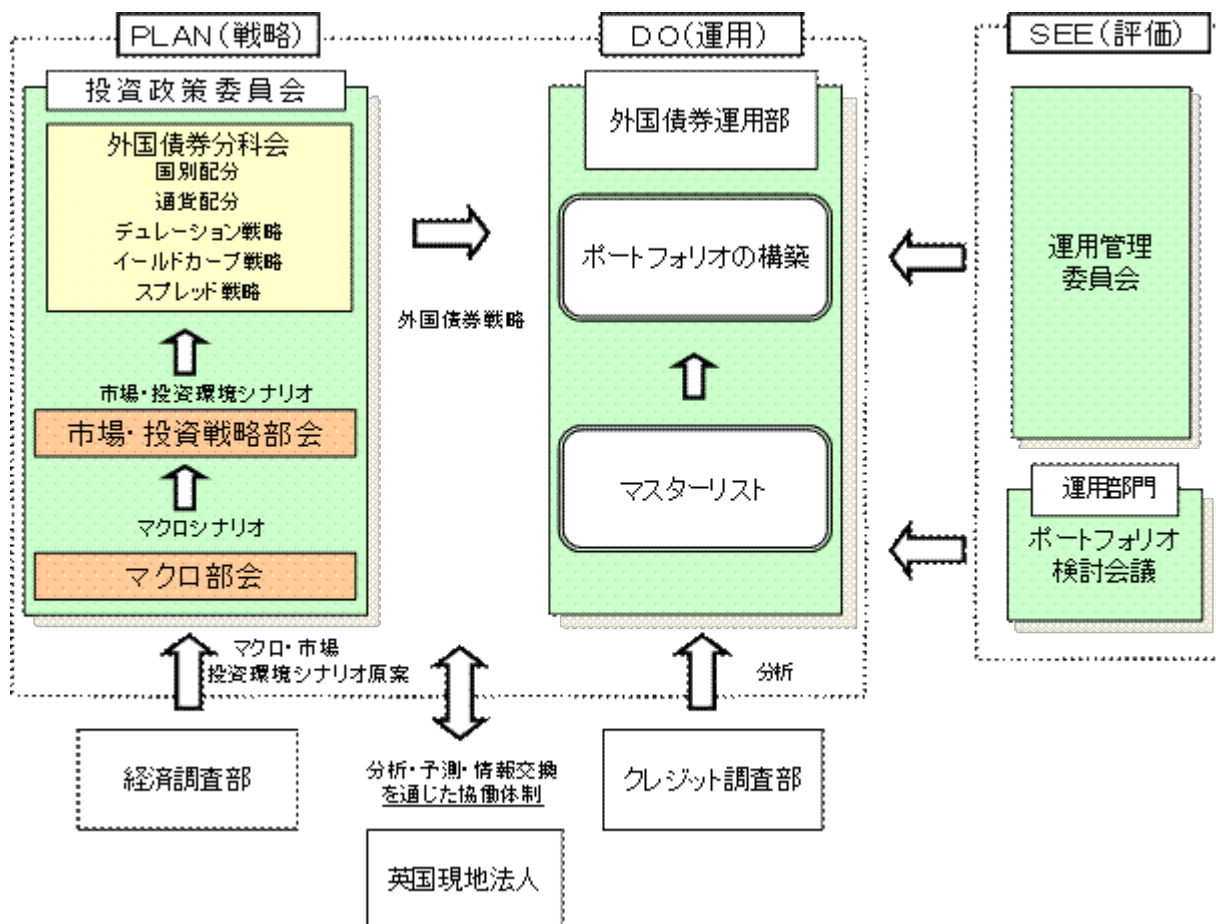 PLAN(戦略)
投資政策委員会
外国債券分科会
国別配分
通貨配分
デュレーション戦略
イールドカーブ戦略
スプレッド戦略
市場・投資環境シナリオ
市場・投資戦略部会
マクロシナリオ
マクロ部会
外国債券戦略
DO(運用)
外国債券運用部
ポートフォリオの構築
マスターリスト
SEE(評価)
運用管理
委員会
運用部門
ポートフォリオ
検討会議
マクロ・市場
投資環境シナリオ原案
分析
経済調査部
分析・予測・情報交換
を通じた協働体制
クレジット調査部
英国現地法人